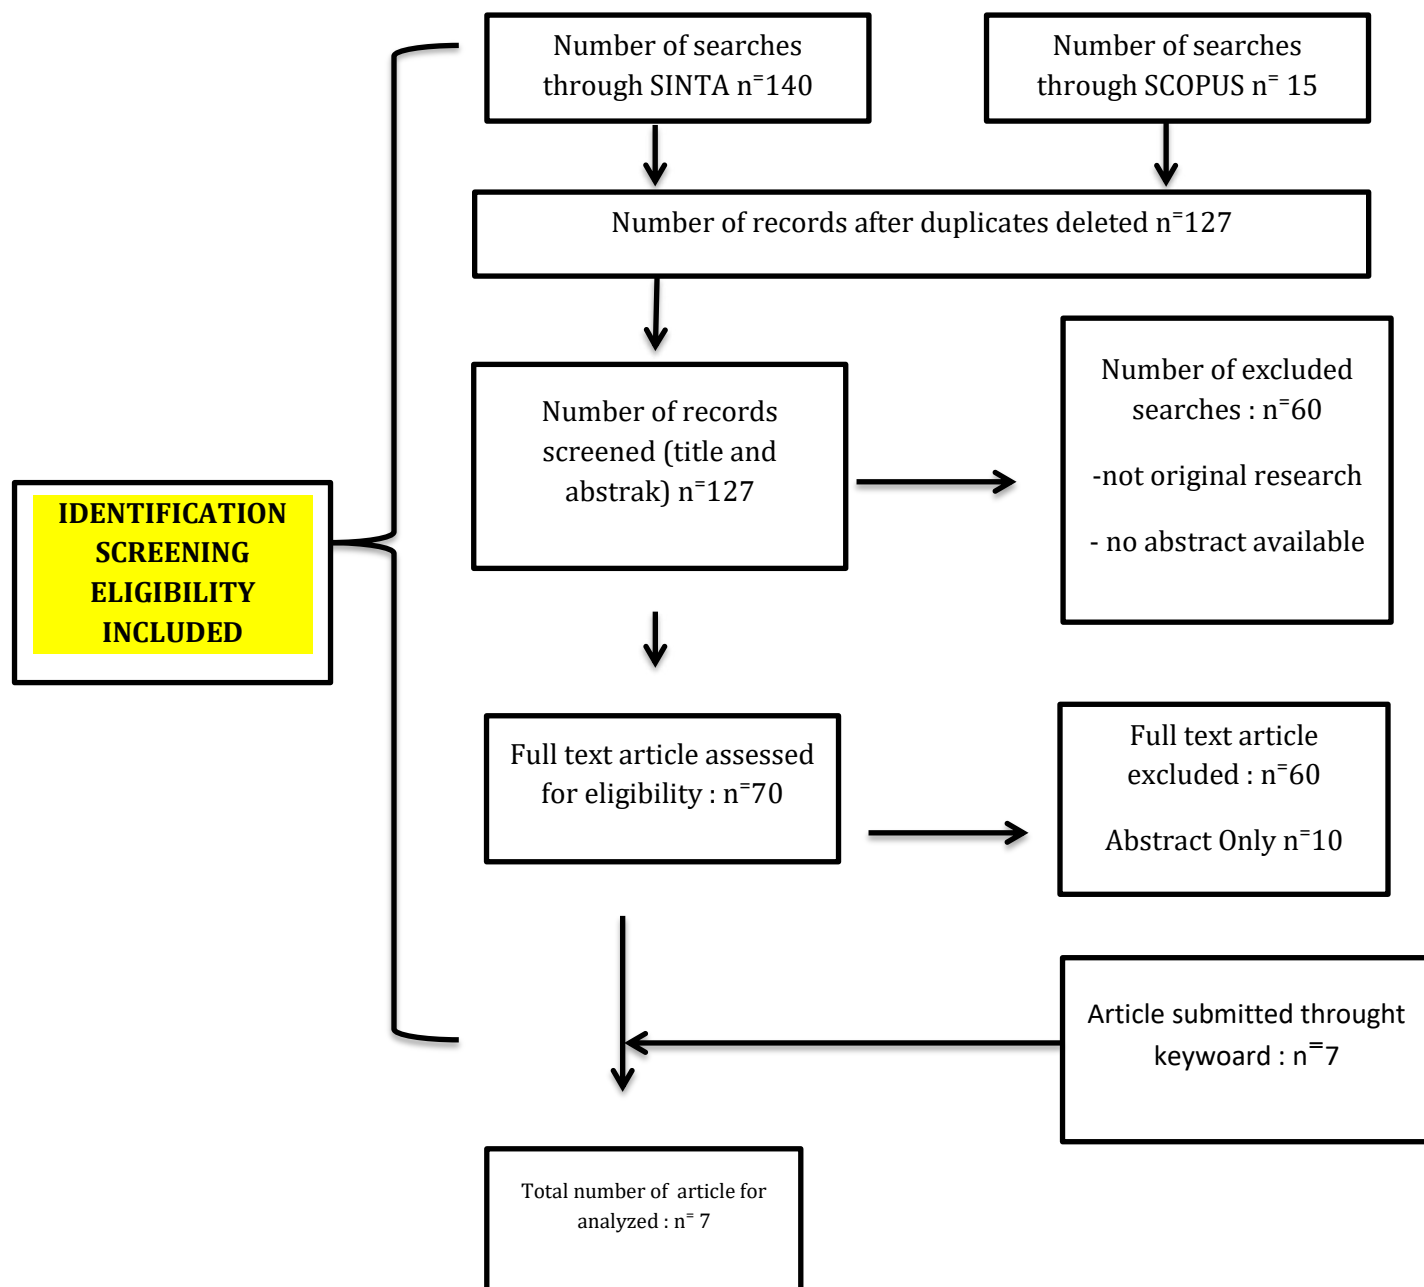 Number of searches
through SINTA n=140
Number of searches
through SCOPUS n= 15
Number of records after duplicates deleted n=127
Number of records
screened (title and
abstrak) n=127
Number of excluded
searches : n=60
-not original research
- no abstract available
IDENTIFICATION
SCREENING
ELIGIBILITY
INCLUDED
Full text article assessed
for eligibility : n=70
Full text article
excluded : n=60
Abstract Only n=10
Article submitted throught
keywoard : n=7
Total number of article for
analyzed : n= 7